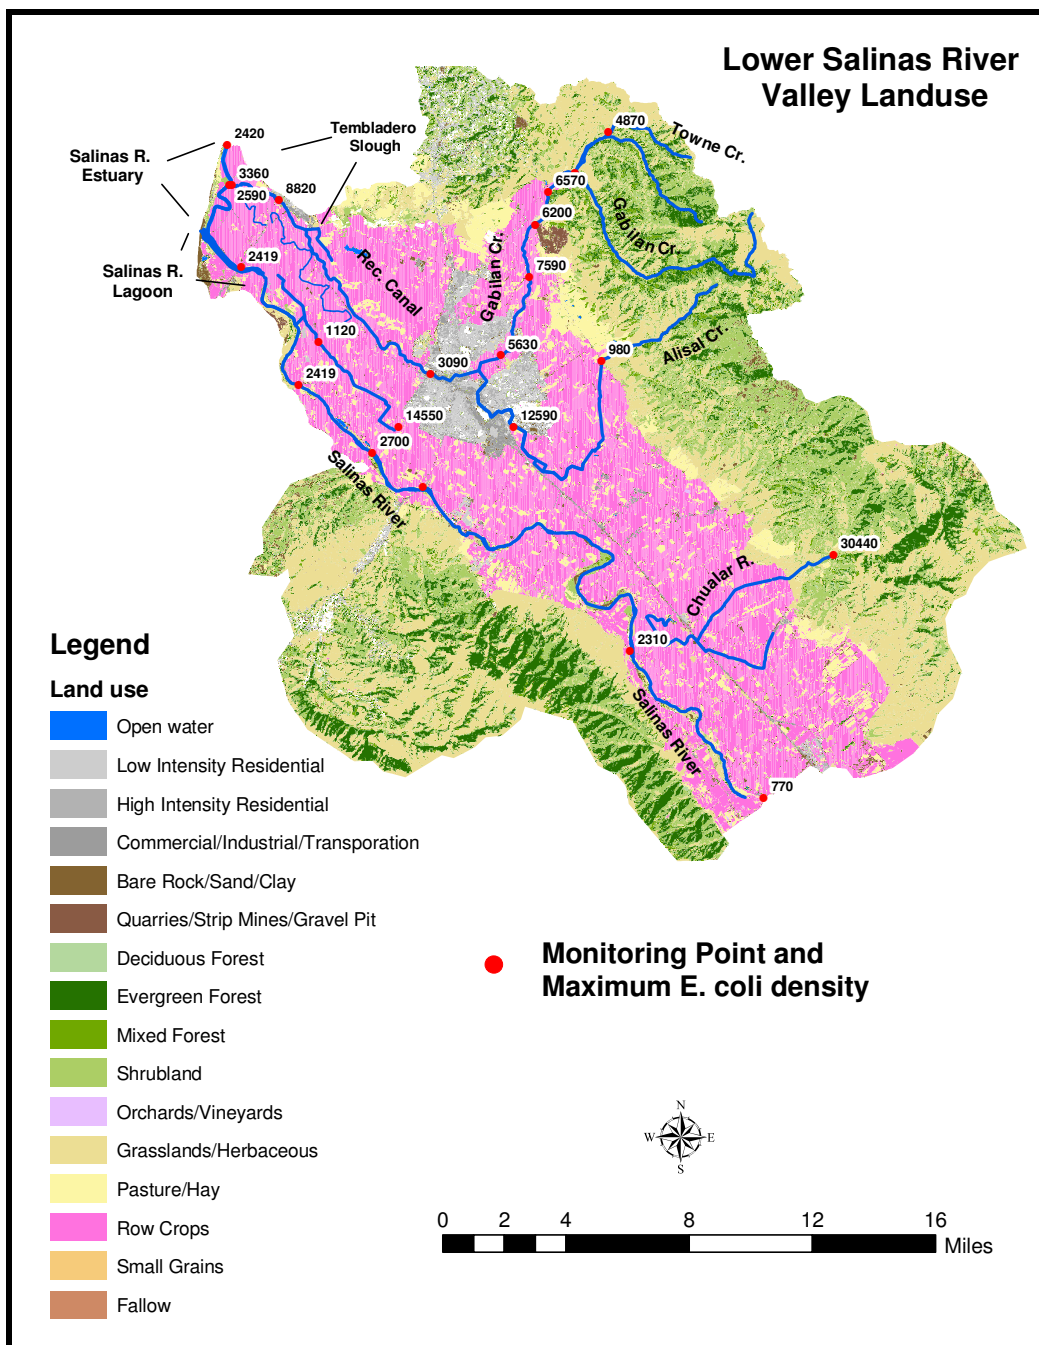 Lower Salinas River
Valley Landuse
2420
Tembladero
Slough
4870
Towne Cr.
Salinas R.
Estuary
3360
2590
8820
6570
6200
Gabilan Cr.
Gabilan Cr.
Salinas R.
Lagoon
2419
Rec. Canal
7590
1120
3090
5630
980
Alisal Cr.
2419
14550
12590
2700
Salinas River
30440
Chualar R.
2310
Salinas River
770
Legend
Land use
Open water
Low Intensity Residential
High Intensity Residential
Commercial/Industrial/Transporation
Bare Rock/Sand/Clay
Quarries/Strip Mines/Gravel Pit
Deciduous Forest
Evergreen Forest
Mixed Forest
Shrubland
Orchards/Vineyards
Grasslands/Herbaceous
Pasture/Hay
Row Crops
Small Grains
Fallow
Monitoring Point and
Maximum E. coli density
N
W E
S
0 2 4 8 12 16
Miles